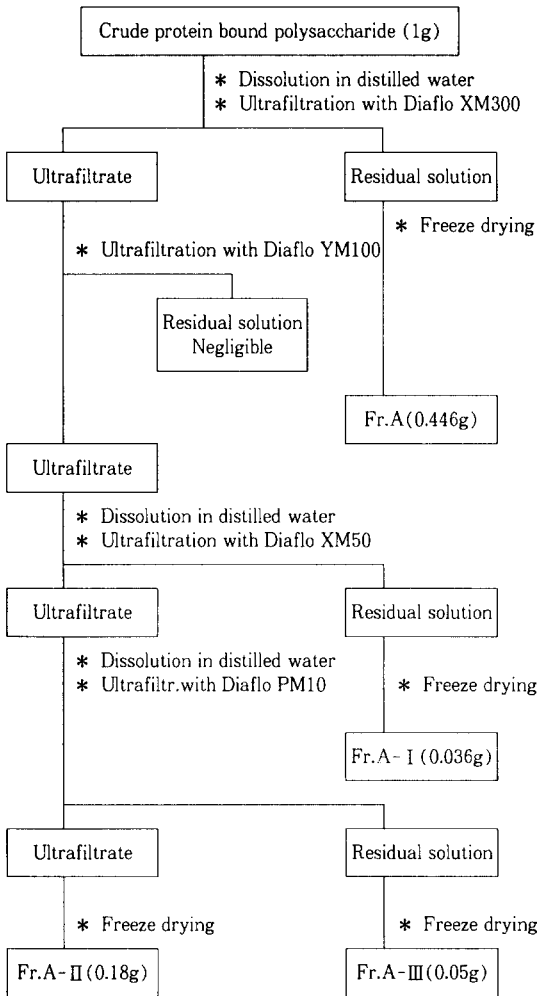 Crude protein bound polysaccharide (1g)
* Dissolution in distilled water
* Ultrafiltration with Diaflo XM300
Ultrafiltrate
Residual solution
* Freeze drying
* Ultrafiltration with Diaflo YM100
Residual solution
Negligible
Fr.A(0.446g)
Ultrafiltrate
* Dissolution in distilled water
* Ultrafiltration with Diaflo XM50
Ultrafiltrate
Residual solution
* Dissolution in distilled water
* Ultrafiltr.with Diaflo PM10
* Freeze drying
Fr.A-Ⅰ(0.036g)
Ultrafiltrate
Residual solution
* Freeze drying
* Freeze drying
Fr.A-Ⅱ(0.18g)
Fr.A-Ⅲ(0.05g)